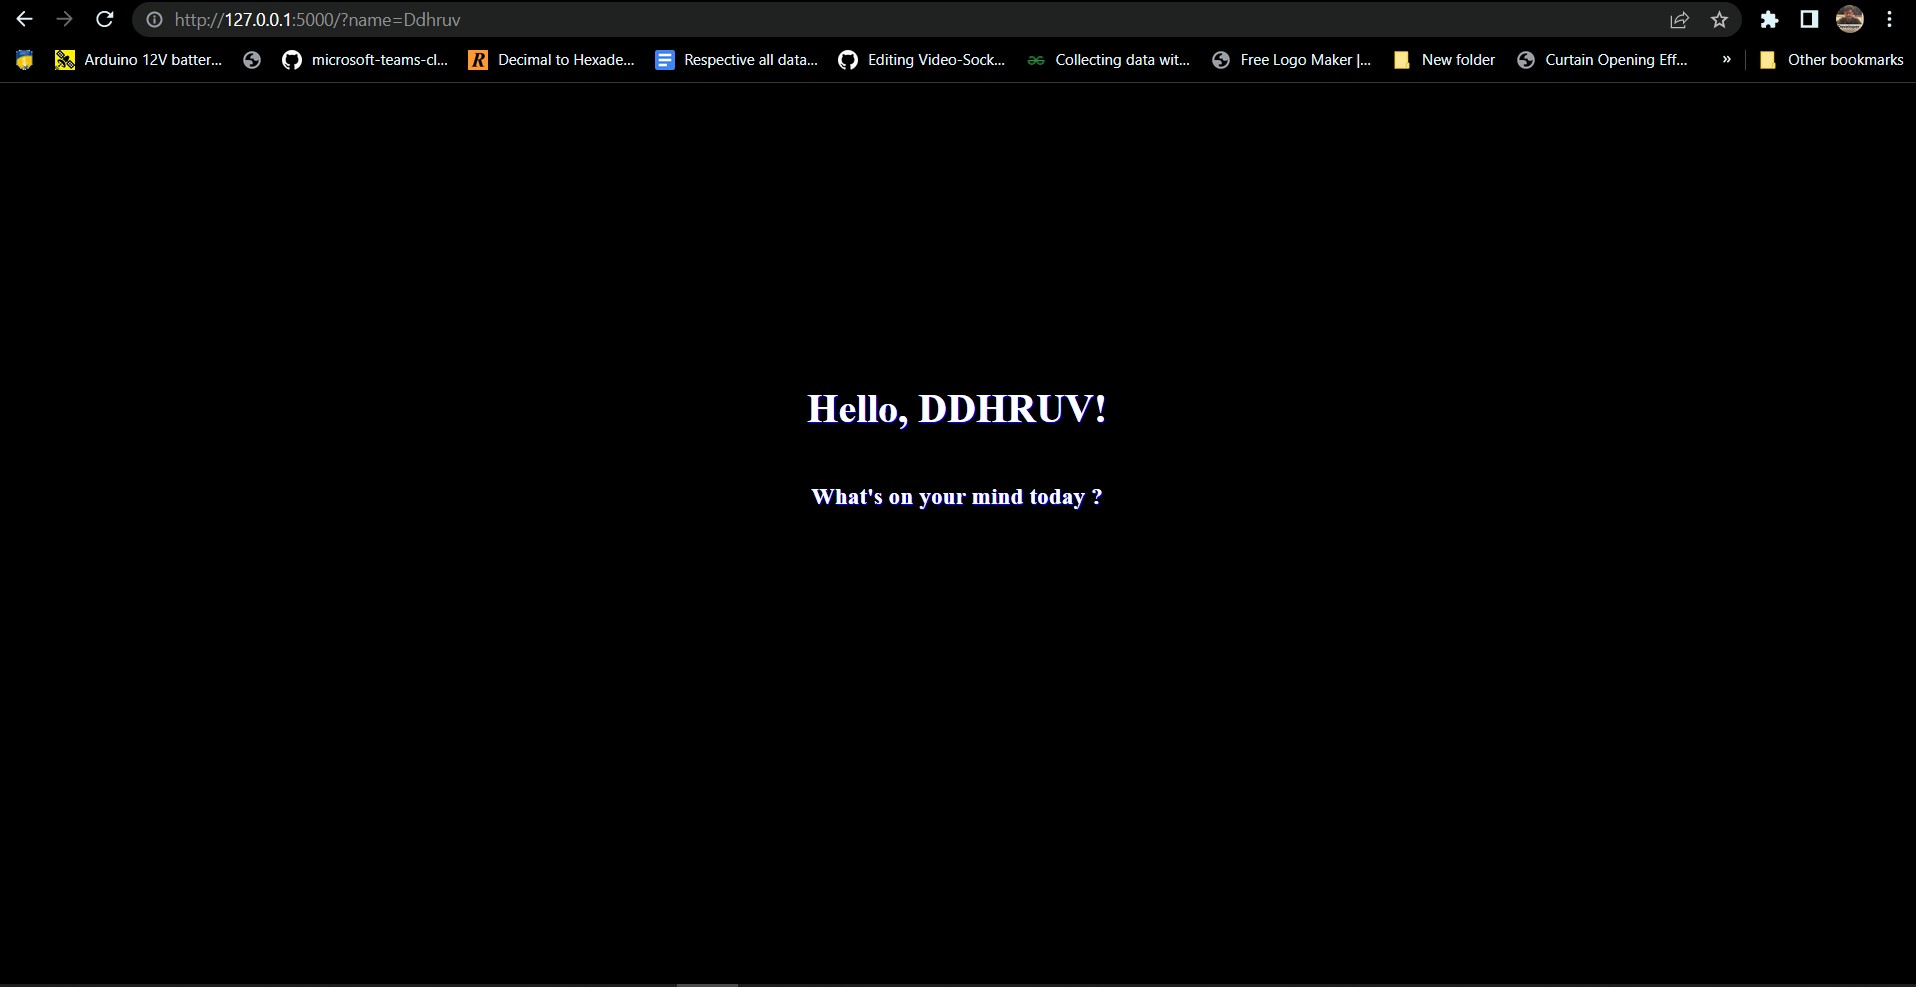 http://127.0.0.1:5000/?name=Ddhruv
Arduino 12V batter... microsoft-teams-cl... R Decimal to Hexade... Respective all data... Editing Video-Sock... Collecting data wit... Free Logo Maker |... New folder Curtain Opening Eff... » Other bookmarks
Hello, DDHRUV!
What's on your mind today ?